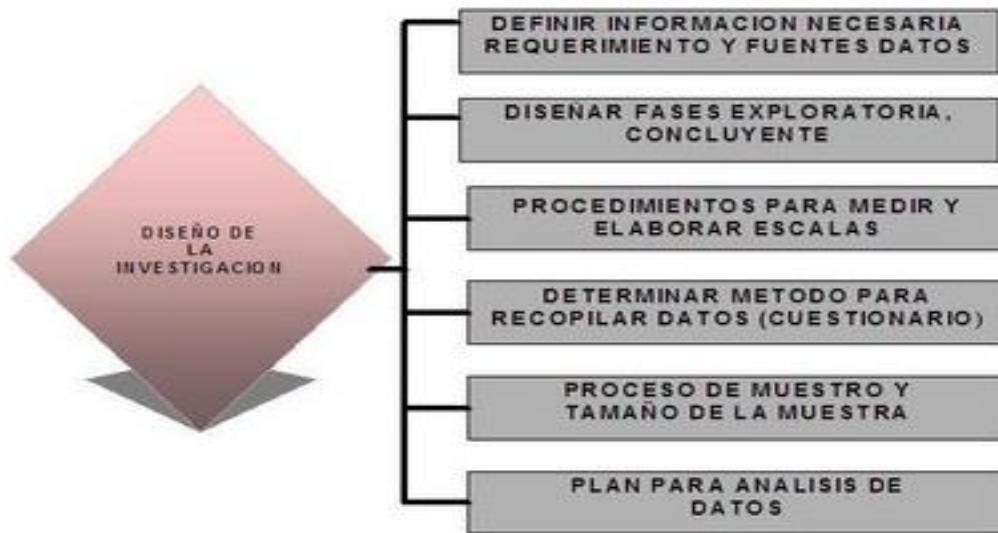 DISEÑO DE
LA
INVESTIGACION
DEFINIR INFORMACION NECESARIA
REQUERIMIENTO Y FUENTES DATOS
DISEÑAR FASES EXPLORATORIA,
CONCLUYENTE
PROCEDIMIENTOS PARA MEDIR Y
ELABORAR ESCALAS
DETERMINAR METODO PARA
RECOPILAR DATOS (CUESTIONARIO)
PROCESO DE MUESTRO Y
TAMAÑO DE LA MUESTRA
PLAN PARA ANALISIS DE
DATOS